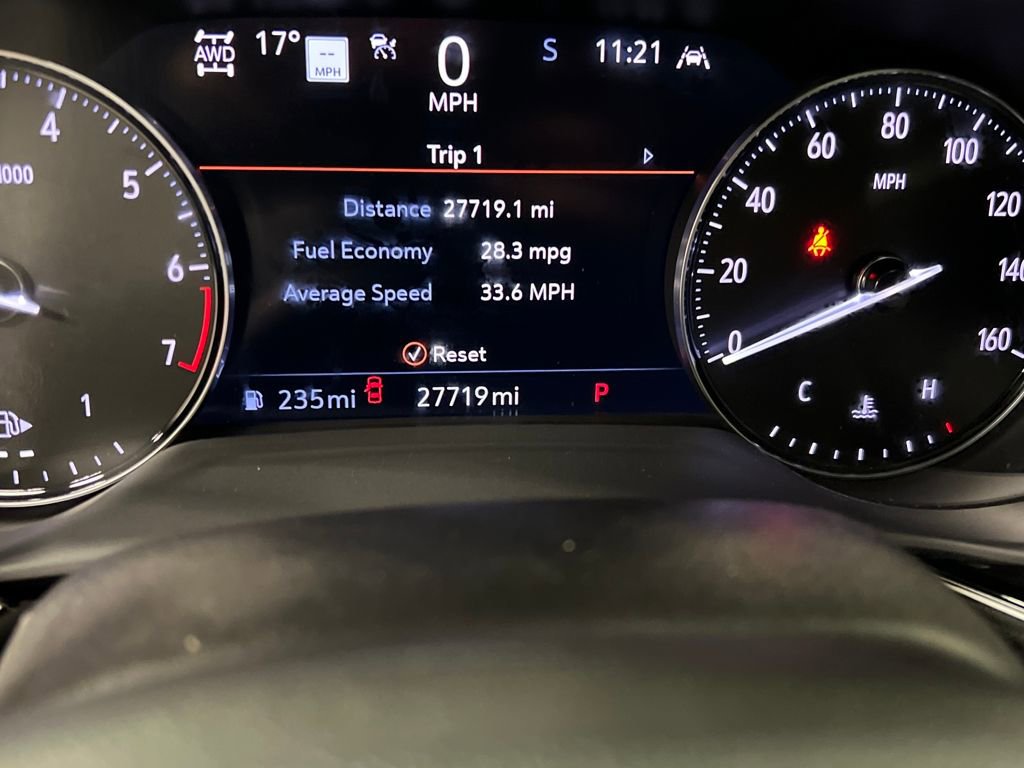 AWD 17° -- MPH 0 MPH S 11:21
Trip 1
Distance 27719.1 mi
Fuel Economy 28.3 mpg
Average Speed 33.6 MPH
Reset
235mi 27719mi P
4
1000
5
6
7
1
MPH
0
20
40
60
80
100
120
140
160
C H